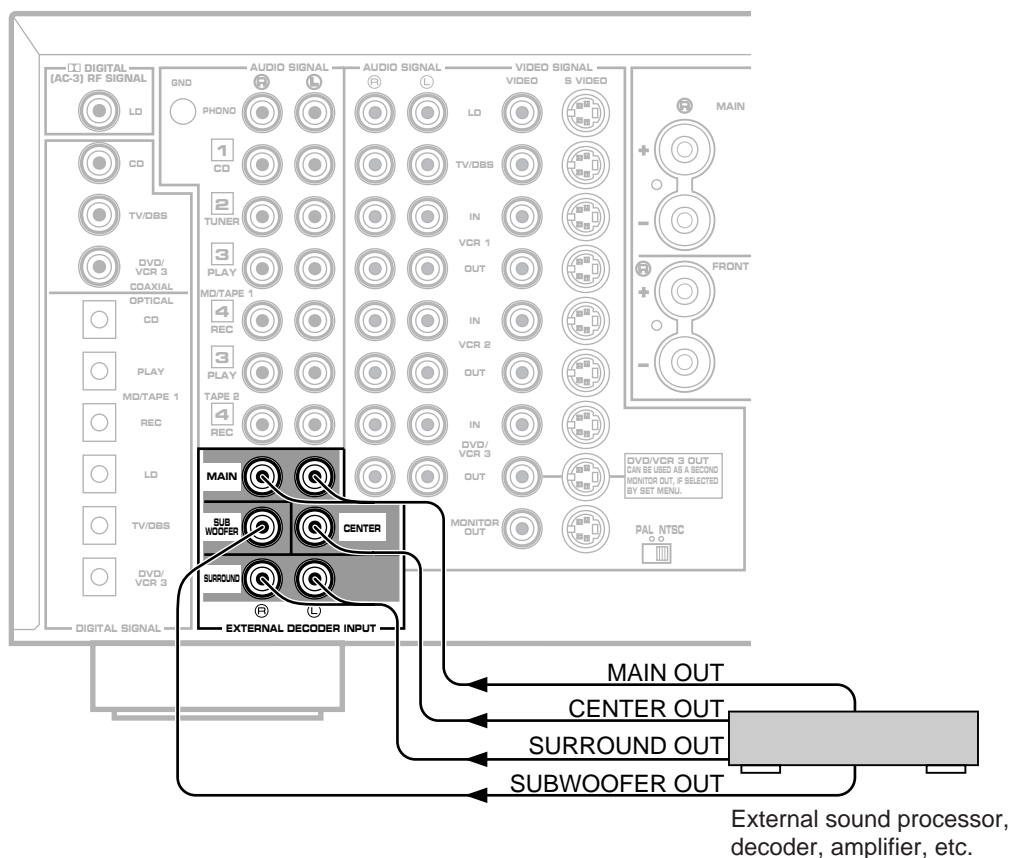 DIGITAL
(AC-3) RF SIGNAL
LD
CD
TV/DBS
DVD/
VCR 3
COAXIAL
OPTICAL
CD
PLAY
MD/TAPE 1
REC
LD
TV/DBS
DVD/
VCR 3
DIGITAL SIGNAL
GND
AUDIO SIGNAL
R L
PHONO
1
CD
2
TUNER
3
PLAY
MD/TAPE 1
4
REC
3
PLAY
TAPE 2
4
REC
MAIN
SUB
WOOFER
CENTER
SURROUND
R L
EXTERNAL DECODER INPUT
AUDIO SIGNAL
R L
VIDEO SIGNAL
VIDEO S VIDEO
LD
TV/DBS
IN
VCR 1
OUT
IN
VCR 2
OUT
IN
DVD/
VCR 3
OUT
MONITOR
OUT
R MAIN
+
–
R FRONT
+
–
DVD/VCR 3 OUT
CAN BE USED AS A SECOND
MONITOR OUT, IF SELECTED
BY SET MENU.
PAL NTSC
MAIN OUT
CENTER OUT
SURROUND OUT
SUBWOOFER OUT
External sound processor,
decoder, amplifier, etc.